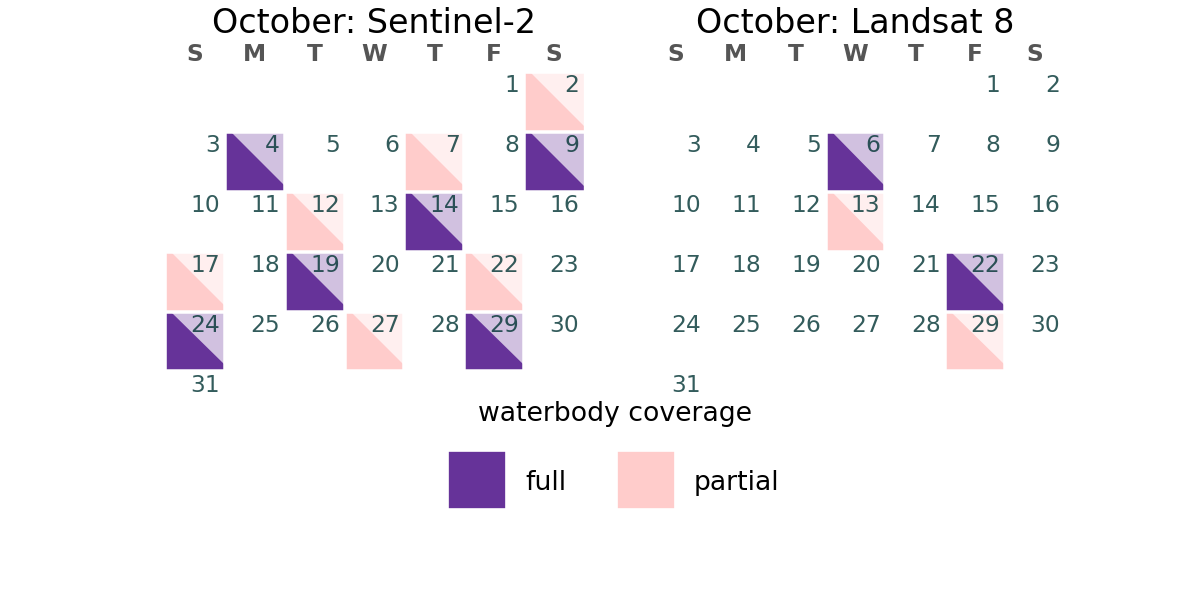 October: Sentinel-2
S M T W T F S
1 2
3 4 5 6 7 8 9
10 11 12 13 14 15 16
17 18 19 20 21 22 23
24 25 26 27 28 29 30
31
October: Landsat 8
S M T W T F S
1 2
3 4 5 6 7 8 9
10 11 12 13 14 15 16
17 18 19 20 21 22 23
24 25 26 27 28 29 30
31
waterbody coverage
full
partial